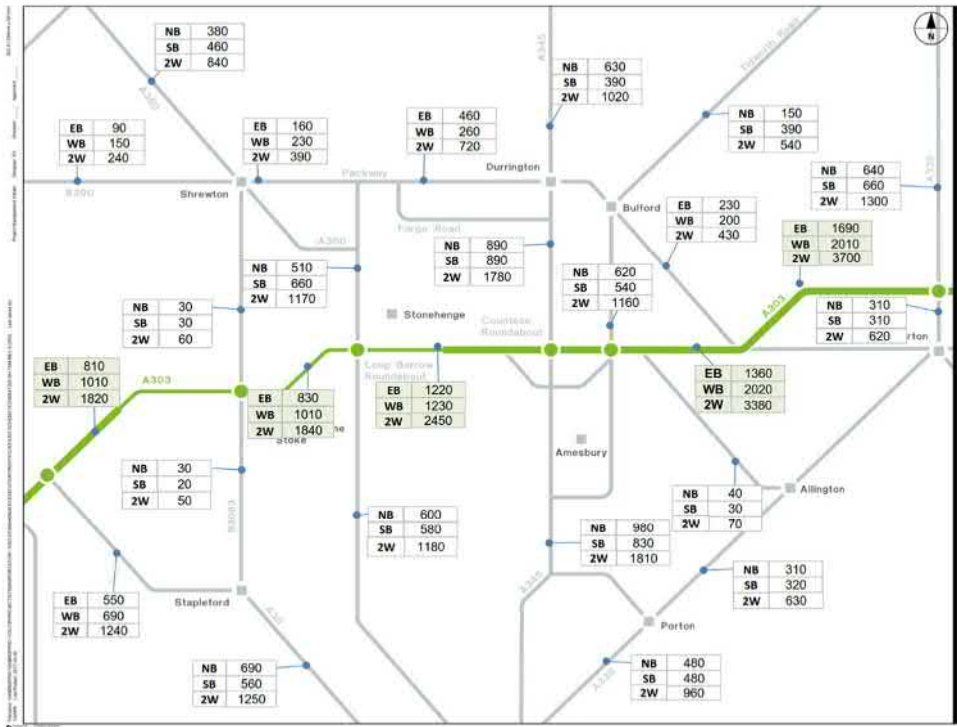 N
NB 380
SB 460
2W 840
A345
Tidworth Road
NB 630
SB 390
2W 1020
A360
EB 90
WB 150
2W 240
EB 160
WB 230
2W 390
EB 460
WB 260
2W 720
NB 150
SB 390
2W 540
Packway
Durrington
NB 640
SB 660
2W 1300
A338
Shrewton
Bulford
EB 230
WB 200
2W 430
Fargo Road
A360
EB 1690
WB 2010
2W 3700
NB 510
SB 660
2W 1170
NB 890
SB 890
2W 1780
NB 620
SB 540
2W 1160
NB 30
SB 30
2W 60
Stonehenge
Countess
Roundabout
A303
NB 310
SB 310
2W 620
rton
EB 810
WB 1010
2W 1820
A303
Long Barrow
Roundabout
EB 830
WB 1010
2W 1840
Stoke
EB 1220
WB 1230
2W 2450
EB 1360
WB 2020
2W 3380
Amesbury
NB 30
SB 20
2W 50
B3083
NB 40
SB 30
2W 70
Allington
NB 600
SB 580
2W 1180
NB 980
SB 830
2W 1810
A345
NB 310
SB 320
2W 630
EB 550
WB 690
2W 1240
Stapleford
A36
Porton
NB 690
SB 560
2W 1250
NB 480
SB 480
2W 960
A338